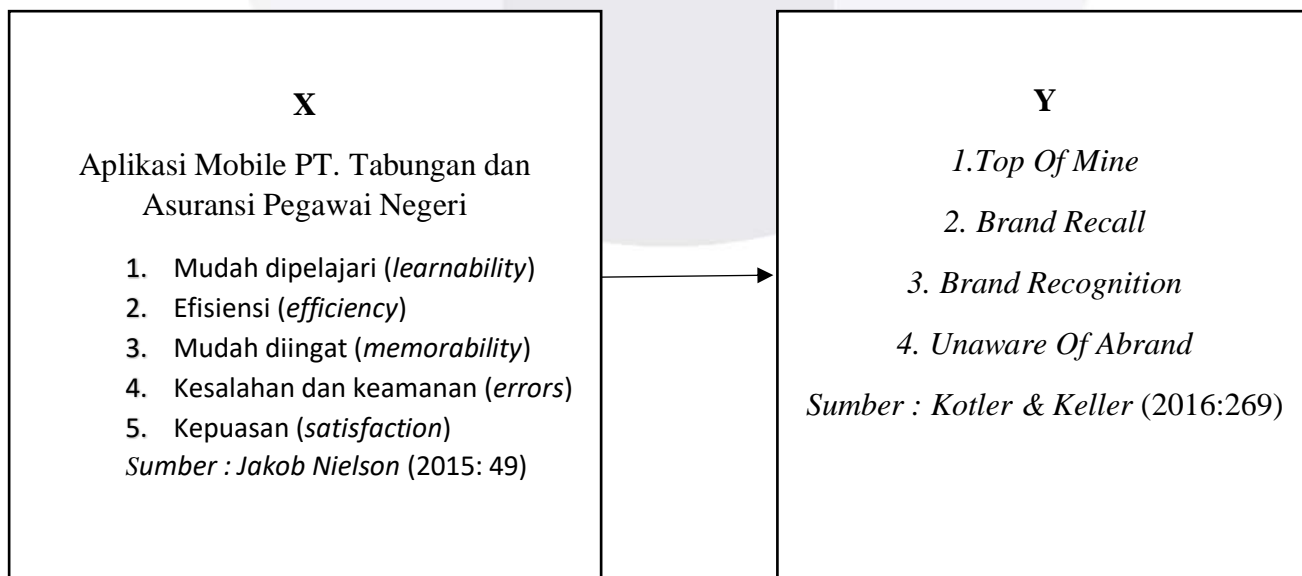 X
Aplikasi Mobile PT. Tabungan dan
Asuransi Pegawai Negeri
1. Mudah dipelajari (learnability)
2. Efisiensi (efficiency)
3. Mudah diingat (memorability)
4. Kesalahan dan keamanan (errors)
5. Kepuasan (satisfaction)
Sumber : Jakob Nielson (2015: 49)
Y
1.Top Of Mine
2. Brand Recall
3. Brand Recognition
4. Unaware Of Abrand
Sumber : Kotler & Keller (2016:269)